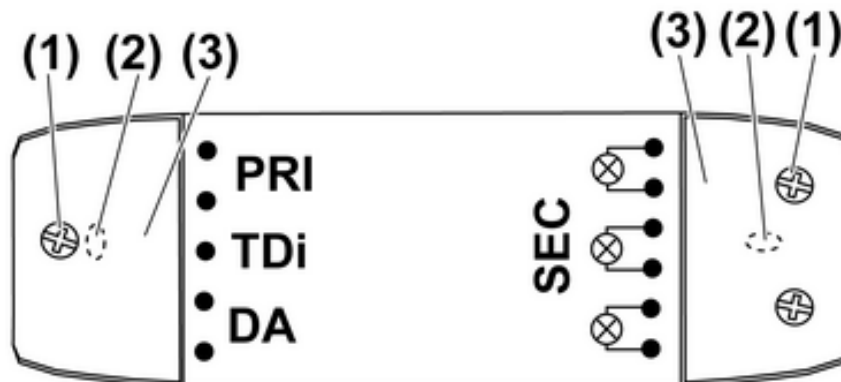 (1) (2) (3)
(3) (2) (1)
PRI
TDi
DA
SEC